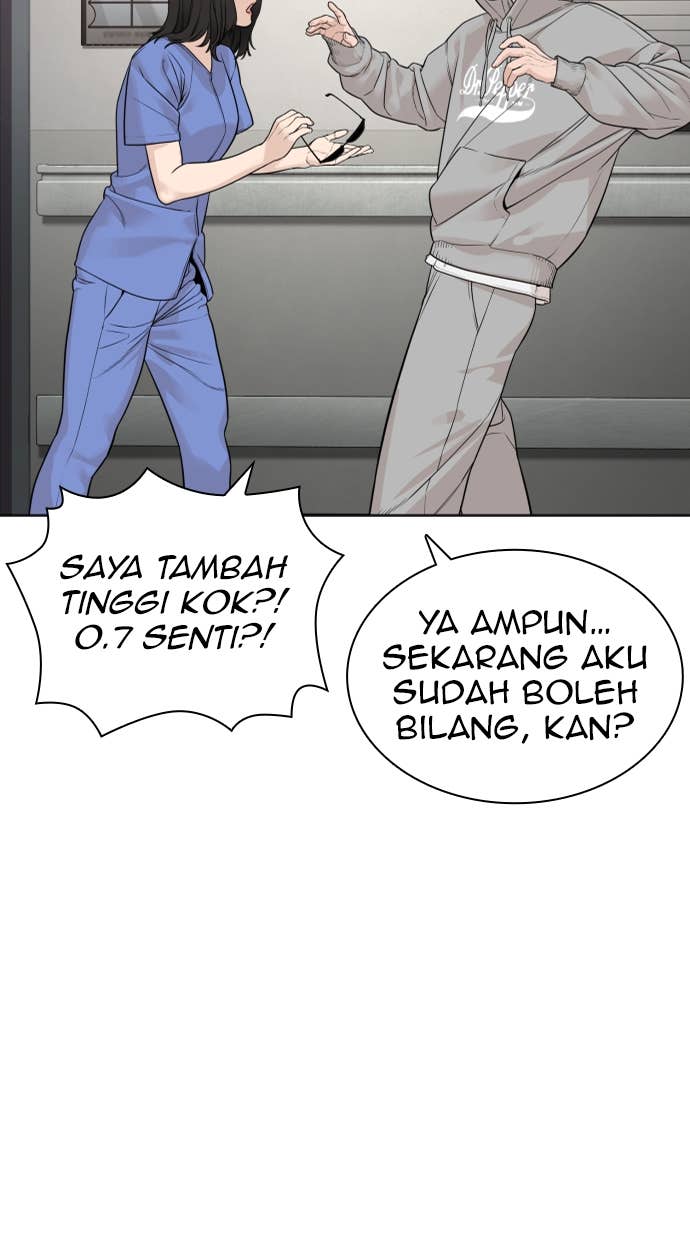 Dr.Pepper
SAYA TAMBAH
TINGGI KOK?!
0.7 SENTI?!
YA AMPUN...
SEKARANG AKU
SUDAH BOLEH
BILANG, KAN?